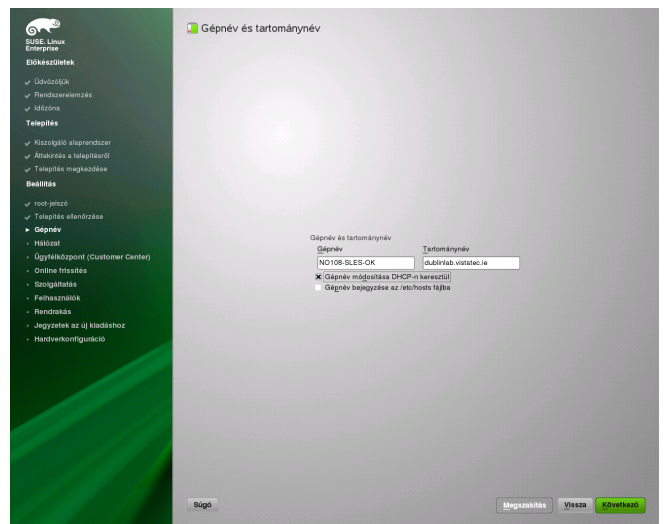 SUSE. Linux
Enterprise
Előkészületek
Üdvözöljük
Rendszerelemzés
Időzóna
Telepítés
Kiszolgáló alaprendszer
Áttekintés a telepítésről
Telepítés megkezdése
Beállítás
root-jelszó
Telepítés ellenőrzése
Gépnév
Hálózat
Ügyfélközpont (Customer Center)
Online frissítés
Szolgáltatás
Felhasználók
Rendrakás
Jegyzetek az új kiadáshoz
Hardverkonfiguráció
Gépnév és tartománynév
Gépnév és tartománynév
Gépnév Tartománynév
NO108-SLES-OK dublinlab.vistatec.ie
Gépnév módosítása DHCP-n keresztül
Gépnév bejegyzése az /etc/hosts fájlba
Súgó Megszakítás Vissza Következő